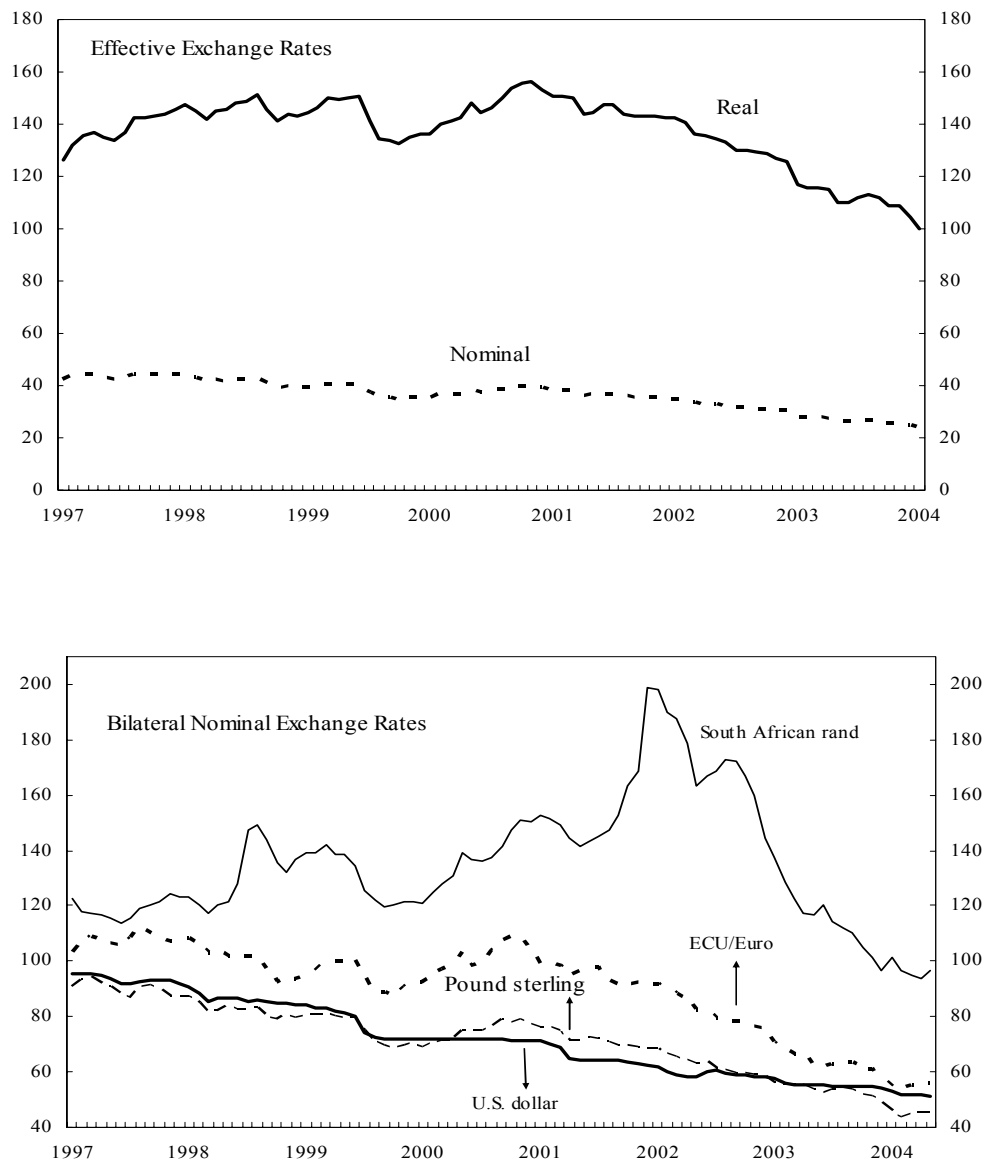 180 180
Effective Exchange Rates
160 160
Real
140 140
120 120
100 100
80 80
60 60
Nominal
40 40
20 20
0 0
1997 1998 1999 2000 2001 2002 2003 2004
200 200
Bilateral Nominal Exchange Rates
South African rand
180 180
160 160
140 140
120 120
ECU/Euro
100 100
Pound sterling
80 80
60 60
U.S. dollar
40 40
1997 1998 1999 2000 2001 2002 2003 2004